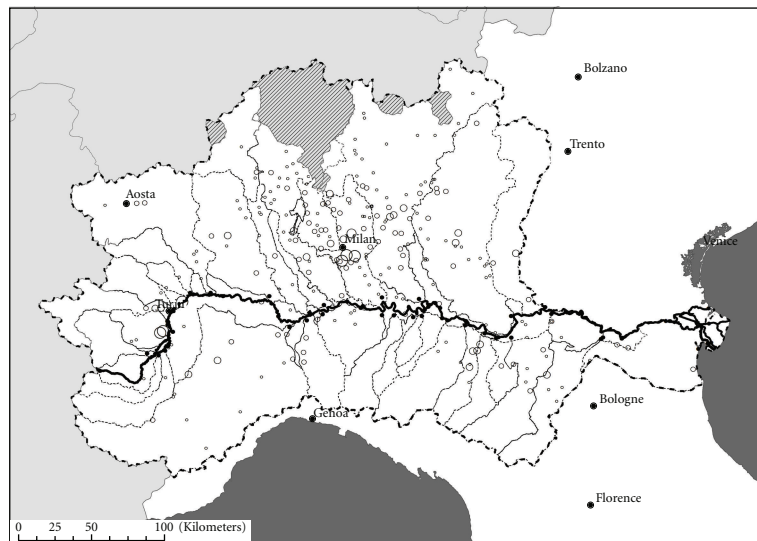 Bolzano
Trento
Aosta
Milan
Venice
Turin
Bologne
Genoa
Florence
0 25 50 100 (Kilometers)